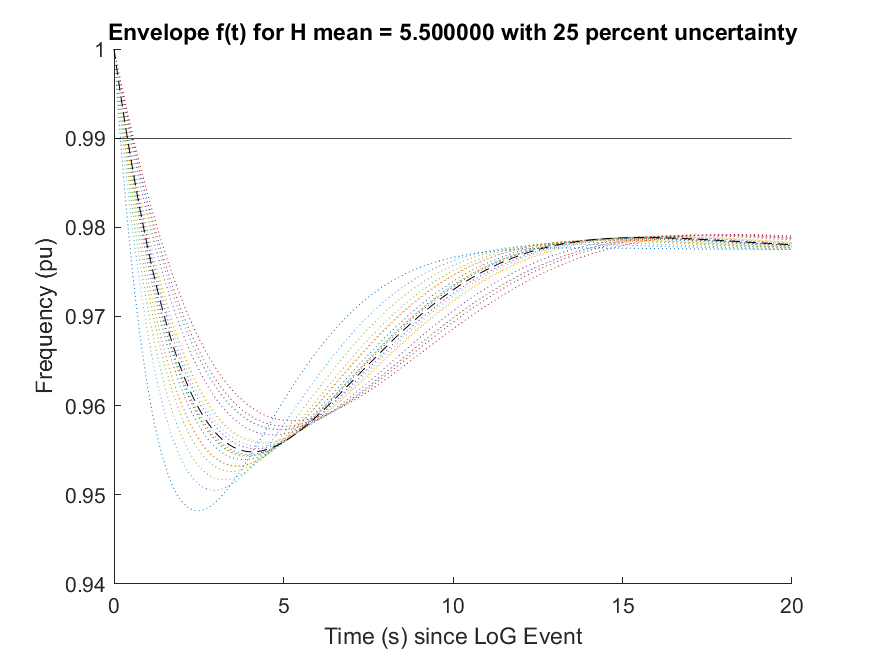 Envelope f(t) for H mean = 5.500000 with 25 percent uncertainty
1
0.99
0.98
0.97
0.96
0.95
0.94
Frequency (pu)
0 5 10 15 20
Time (s) since LoG Event